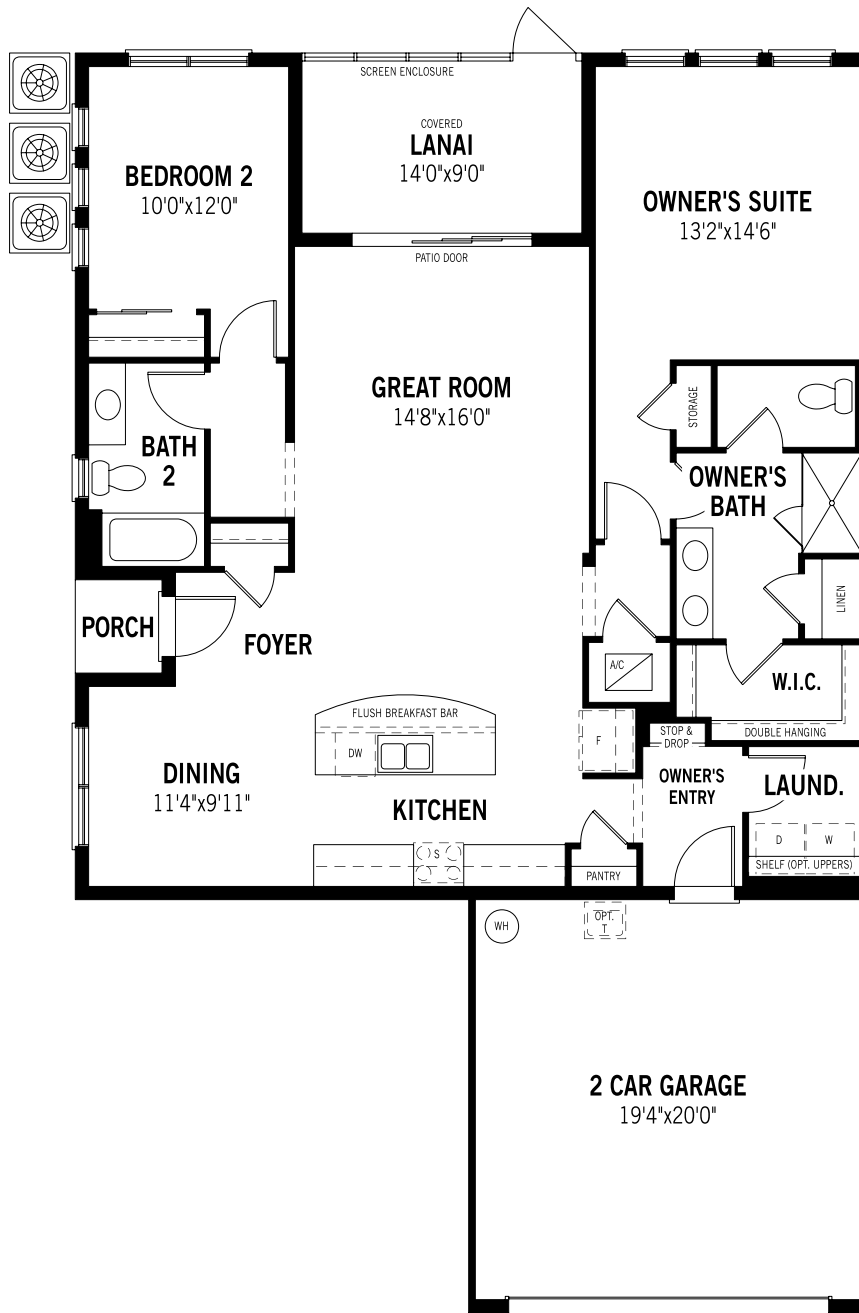 SCREEN ENCLOSURE
COVERED
LANAI
14'0"x9'0"
BEDROOM 2
10'0"x12'0"
OWNER'S SUITE
13'2"x14'6"
PATIO DOOR
GREAT ROOM
14'8"x16'0"
STORAGE
BATH
2
OWNER'S
BATH
LINEN
PORCH
FOYER
A/C
W.I.C.
FLUSH BREAKFAST BAR
DW
F
STOP &
DROP
DOUBLE HANGING
DINING
11'4"x9'11"
KITCHEN
OWNER'S
ENTRY
LAUND.
D
W
S
SHELF (OPT. UPPERS)
PANTRY
WH
OPT.
T
2 CAR GARAGE
19'4"x20'0"